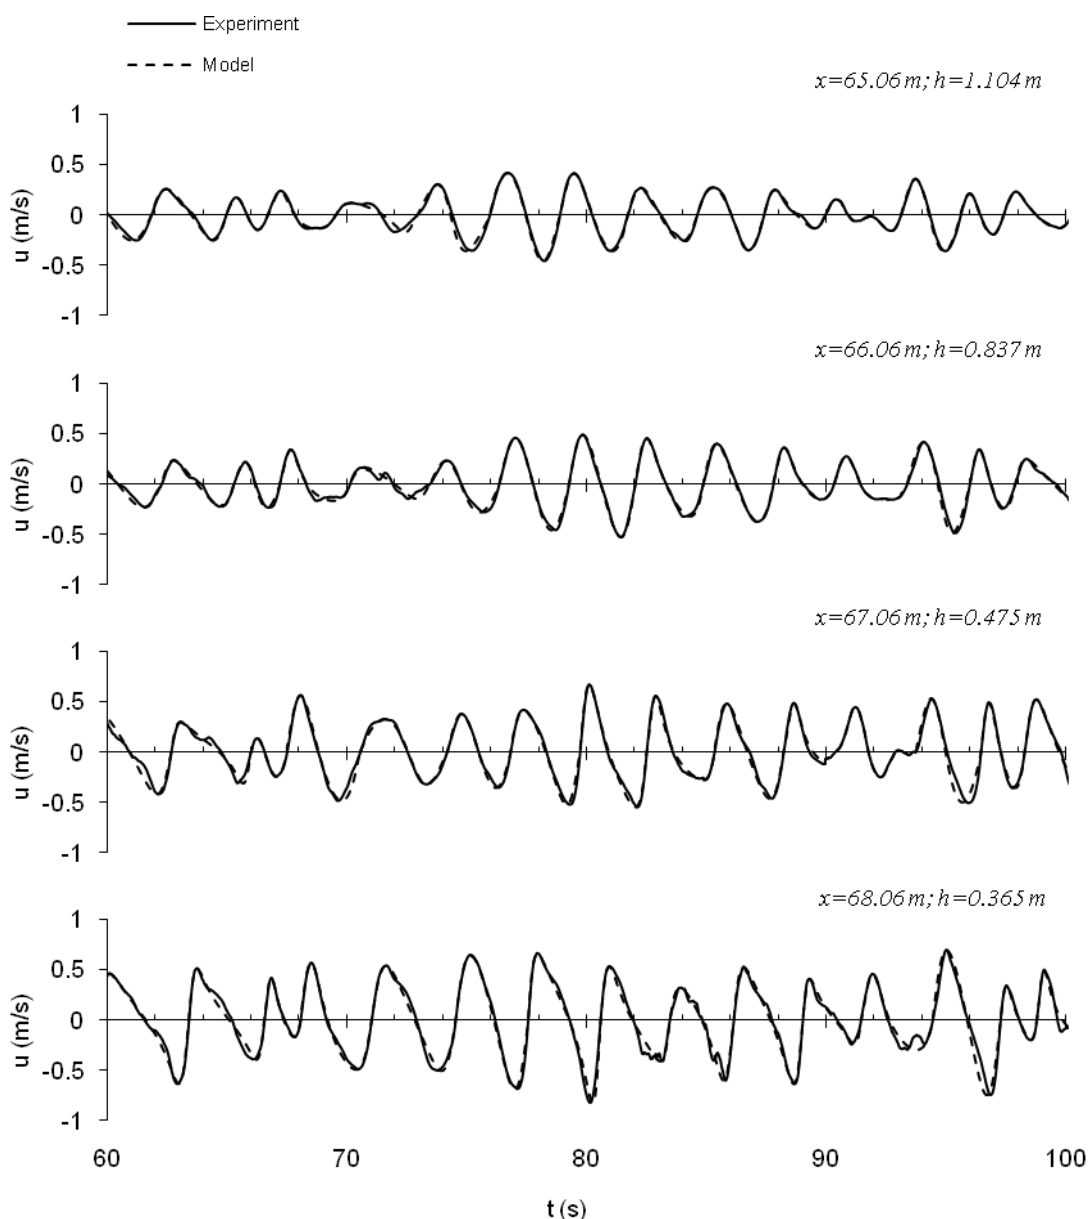 Experiment
Model
x=65.06 m; h=1.104 m
1
0.5
0
-0.5
-1
u (m/s)
x=66.06 m; h=0.837 m
1
0.5
0
-0.5
-1
u (m/s)
x=67.06 m; h=0.475 m
1
0.5
0
-0.5
-1
u (m/s)
x=68.06 m; h=0.365 m
1
0.5
0
-0.5
-1
u (m/s)
60 70 80 90 100
t (s)